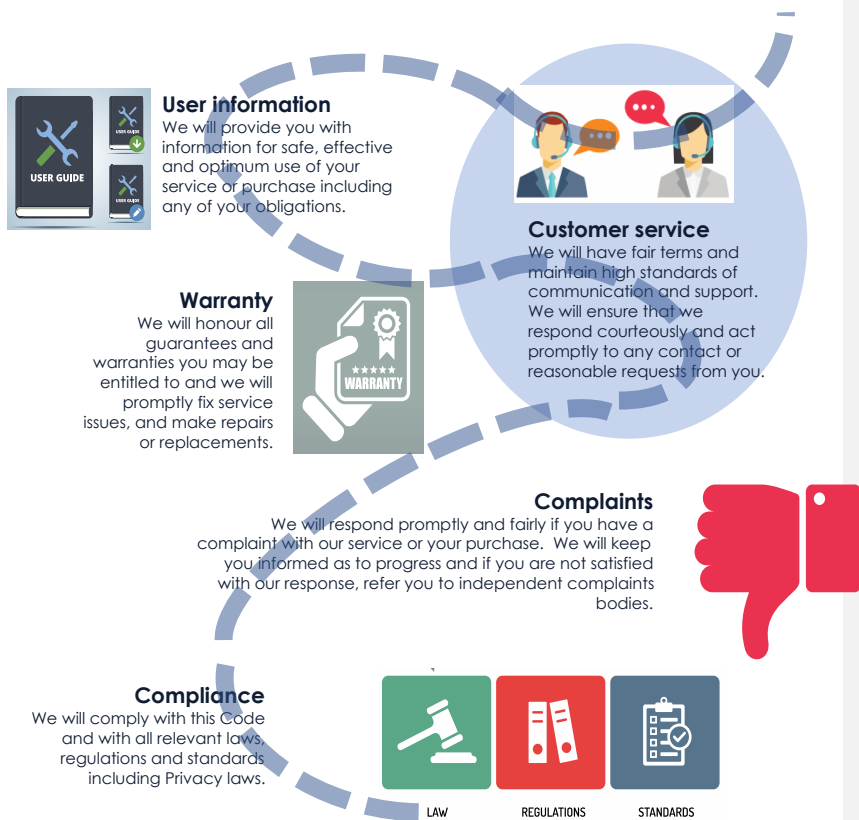 User information
We will provide you with
information for safe, effective
and optimum use of your
service or purchase including
any of your obligations.
USER GUIDE
USER GUIDE
USER GUIDE
Customer service
We will have fair terms and
maintain high standards of
communication and support.
We will ensure that we
respond courteously and act
promptly to any contact or
reasonable requests from you.
Warranty
We will honour all
guarantees and
warranties you may be
entitled to and we will
promptly fix service
issues, and make repairs
or replacements.
WARRANTY
Complaints
We will respond promptly and fairly if you have a
complaint with our service or your purchase.  We will keep
you informed as to progress and if you are not satisfied
with our response, refer you to independent complaints
bodies.
Compliance
We will comply with this Code
and with all relevant laws,
regulations and standards
including Privacy laws.
LAW
REGULATIONS
STANDARDS